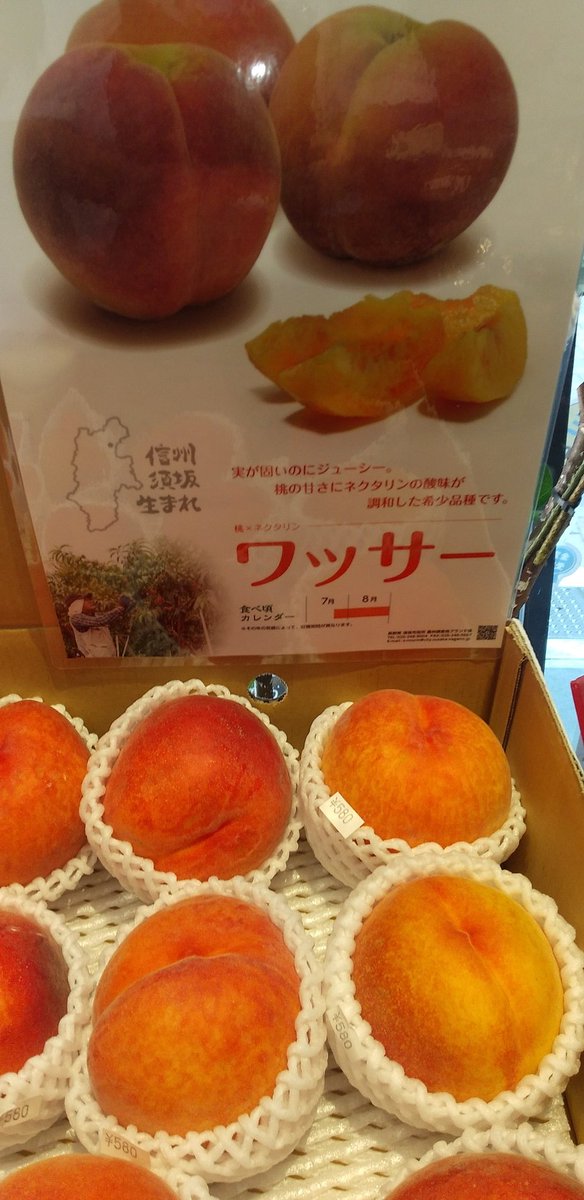 信州
須坂
生まれ
実が固いのにジューシー。
桃の甘さにネクタリンの酸味が
調和した希少品種です。
桃×ネクタリン
ワッサー
食べ頃
カレンダー
7月 8月
¥580
¥580
¥580
¥580